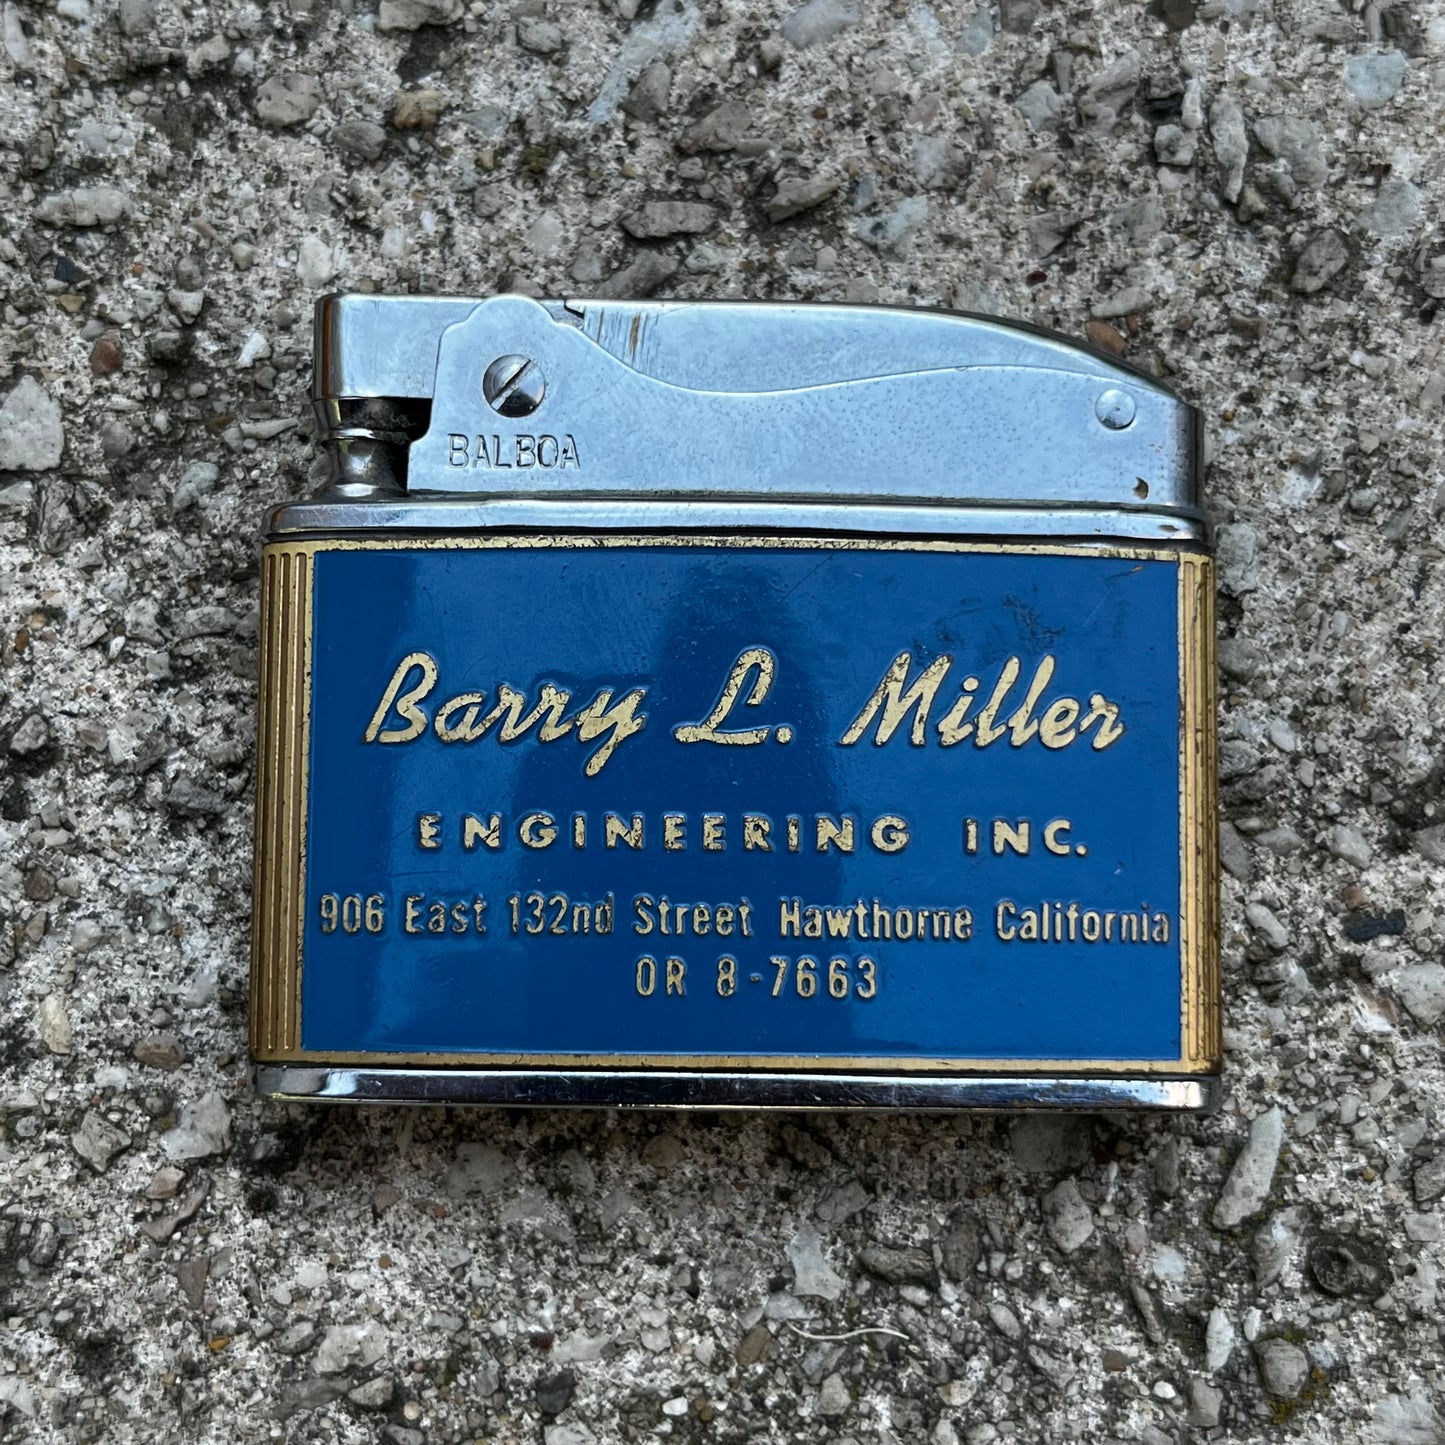 BALBOA
Barry L. Miller
ENGINEERING INC.
906 East 132nd Street Hawthorne California
OR 8-7663